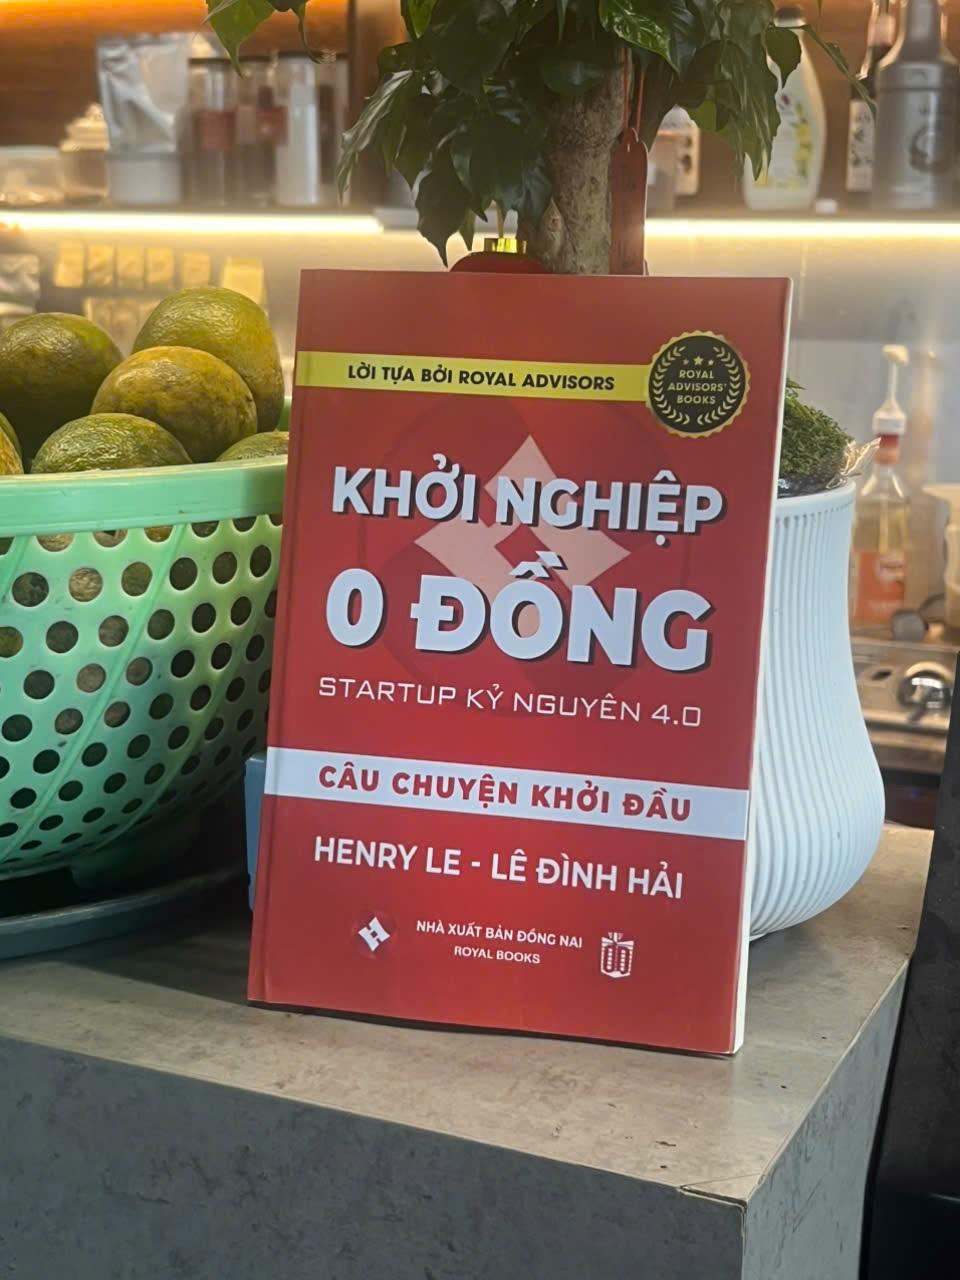 LỜI TỰA BỞI ROYAL ADVISORS
ROYAL
ADVISORS'
BOOKS
KHỞI NGHIỆP
0 ĐỒNG
STARTUP KỶ NGUYÊN 4.0
CÂU CHUYỆN KHỞI ĐẦU
HENRY LE - LÊ ĐÌNH HẢI
NHÀ XUẤT BẢN ĐỒNG NAI
ROYAL BOOKS